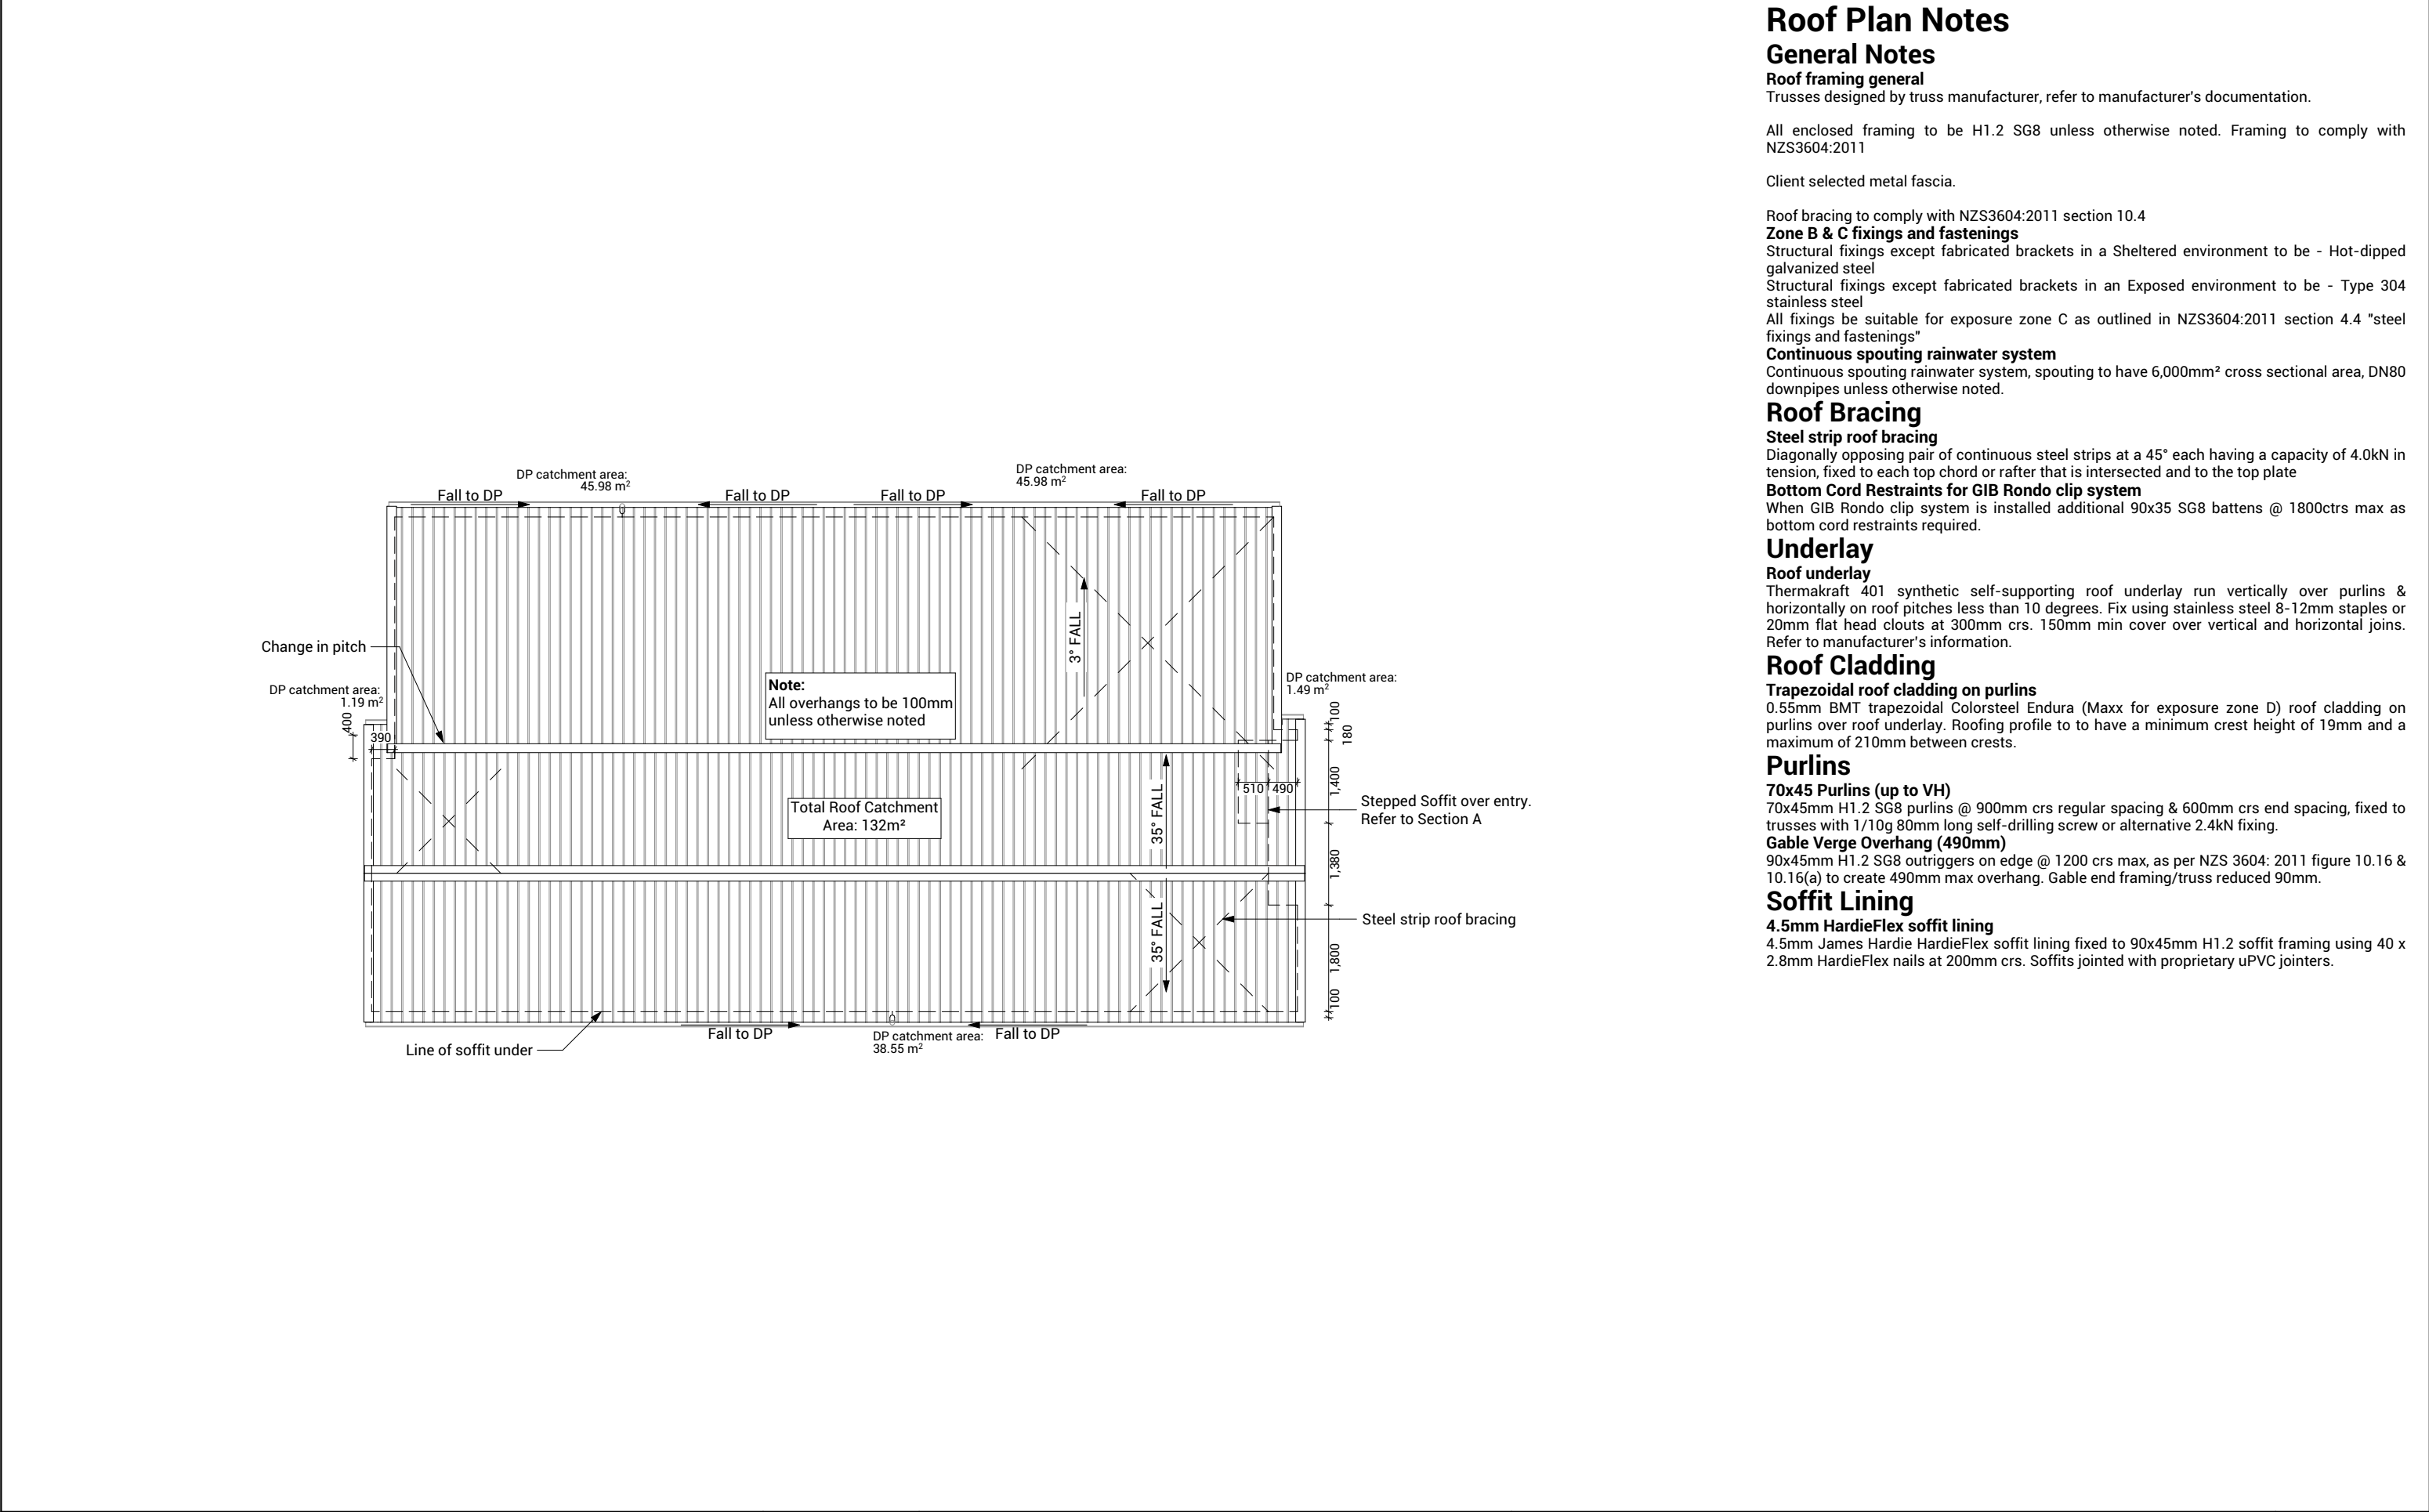 DP catchment area:
45.98 m²
DP catchment area:
45.98 m²
Fall to DP
Fall to DP
Fall to DP
Fall to DP
3° FALL
Change in pitch
Note:
All overhangs to be 100mm
unless otherwise noted
DP catchment area:
1.19 m²
400
390
DP catchment area:
1.49 m²
100
180
1,400
510
490
Total Roof Catchment
Area: 132m²
35° FALL
Stepped Soffit over entry.
Refer to Section A
1,380
35° FALL
Steel strip roof bracing
1,800
100
Fall to DP
DP catchment area:
38.55 m²
Fall to DP
Line of soffit under
Roof Plan Notes
General Notes
Roof framing general
Trusses designed by truss manufacturer, refer to manufacturer's documentation.
All enclosed framing to be H1.2 SG8 unless otherwise noted. Framing to comply with
NZS3604:2011
Client selected metal fascia.
Roof bracing to comply with NZS3604:2011 section 10.4
Zone B & C fixings and fastenings
Structural fixings except fabricated brackets in a Sheltered environment to be - Hot-dipped
galvanized steel
Structural fixings except fabricated brackets in an Exposed environment to be - Type 304
stainless steel
All fixings be suitable for exposure zone C as outlined in NZS3604:2011 section 4.4 "steel
fixings and fastenings"
Continuous spouting rainwater system
Continuous spouting rainwater system, spouting to have 6,000mm² cross sectional area, DN80
downpipes unless otherwise noted.
Roof Bracing
Steel strip roof bracing
Diagonally opposing pair of continuous steel strips at a 45° each having a capacity of 4.0kN in
tension, fixed to each top chord or rafter that is intersected and to the top plate
Bottom Cord Restraints for GIB Rondo clip system
When GIB Rondo clip system is installed additional 90x35 SG8 battens @ 1800ctrs max as
bottom cord restraints required.
Underlay
Roof underlay
Thermakraft 401 synthetic self-supporting roof underlay run vertically over purlins &
horizontally on roof pitches less than 10 degrees. Fix using stainless steel 8-12mm staples or
20mm flat head clouts at 300mm crs. 150mm min cover over vertical and horizontal joins.
Refer to manufacturer's information.
Roof Cladding
Trapezoidal roof cladding on purlins
0.55mm BMT trapezoidal Colorsteel Endura (Maxx for exposure zone D) roof cladding on
purlins over roof underlay. Roofing profile to to have a minimum crest height of 19mm and a
maximum of 210mm between crests.
Purlins
70x45 Purlins (up to VH)
70x45mm H1.2 SG8 purlins @ 900mm crs regular spacing & 600mm crs end spacing, fixed to
trusses with 1/10g 80mm long self-drilling screw or alternative 2.4kN fixing.
Gable Verge Overhang (490mm)
90x45mm H1.2 SG8 outriggers on edge @ 1200 crs max, as per NZS 3604: 2011 figure 10.16 &
10.16(a) to create 490mm max overhang. Gable end framing/truss reduced 90mm.
Soffit Lining
4.5mm HardieFlex soffit lining
4.5mm James Hardie HardieFlex soffit lining fixed to 90x45mm H1.2 soffit framing using 40 x
2.8mm HardieFlex nails at 200mm crs. Soffits jointed with proprietary uPVC jointers.